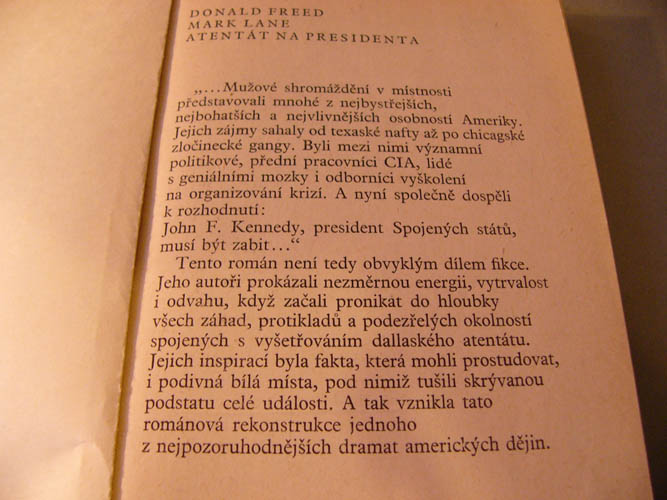 DONALD FREED
MARK LANE
ATENTÁT NA PRESIDENTA
„...Mužové shromáždění v místnosti
představovali mnohé z nejbystřejších,
nejbohatších a nejvlivnějších osobností Ameriky.
Jejich zájmy sahaly od texaské nafty až po chicagské
zločinecké gangy. Byli mezi nimi významní
politikové, přední pracovníci CIA, lidé
s geniálními mozky i odborníci vyškolení
na organizování krizí. A nyní společně dospěli
k rozhodnutí:
John F. Kennedy, president Spojených států,
musí být zabit...“
Tento román není tedy obvyklým dílem fikce.
Jeho autoři prokázali nezměrnou energii, vytrvalost
i odvahu, když začali pronikat do hloubky
všech záhad, protikladů a podezřelých okolností
spojených s vyšetřováním dallaského atentátu.
Jejich inspirací byla fakta, která mohli prostudovat,
i podivná bílá místa, pod nimiž tušili skrývanou
podstatu celé události. A tak vznikla tato
románová rekonstrukce jednoho
z nejpozoruhodnějších dramat amerických dějin.